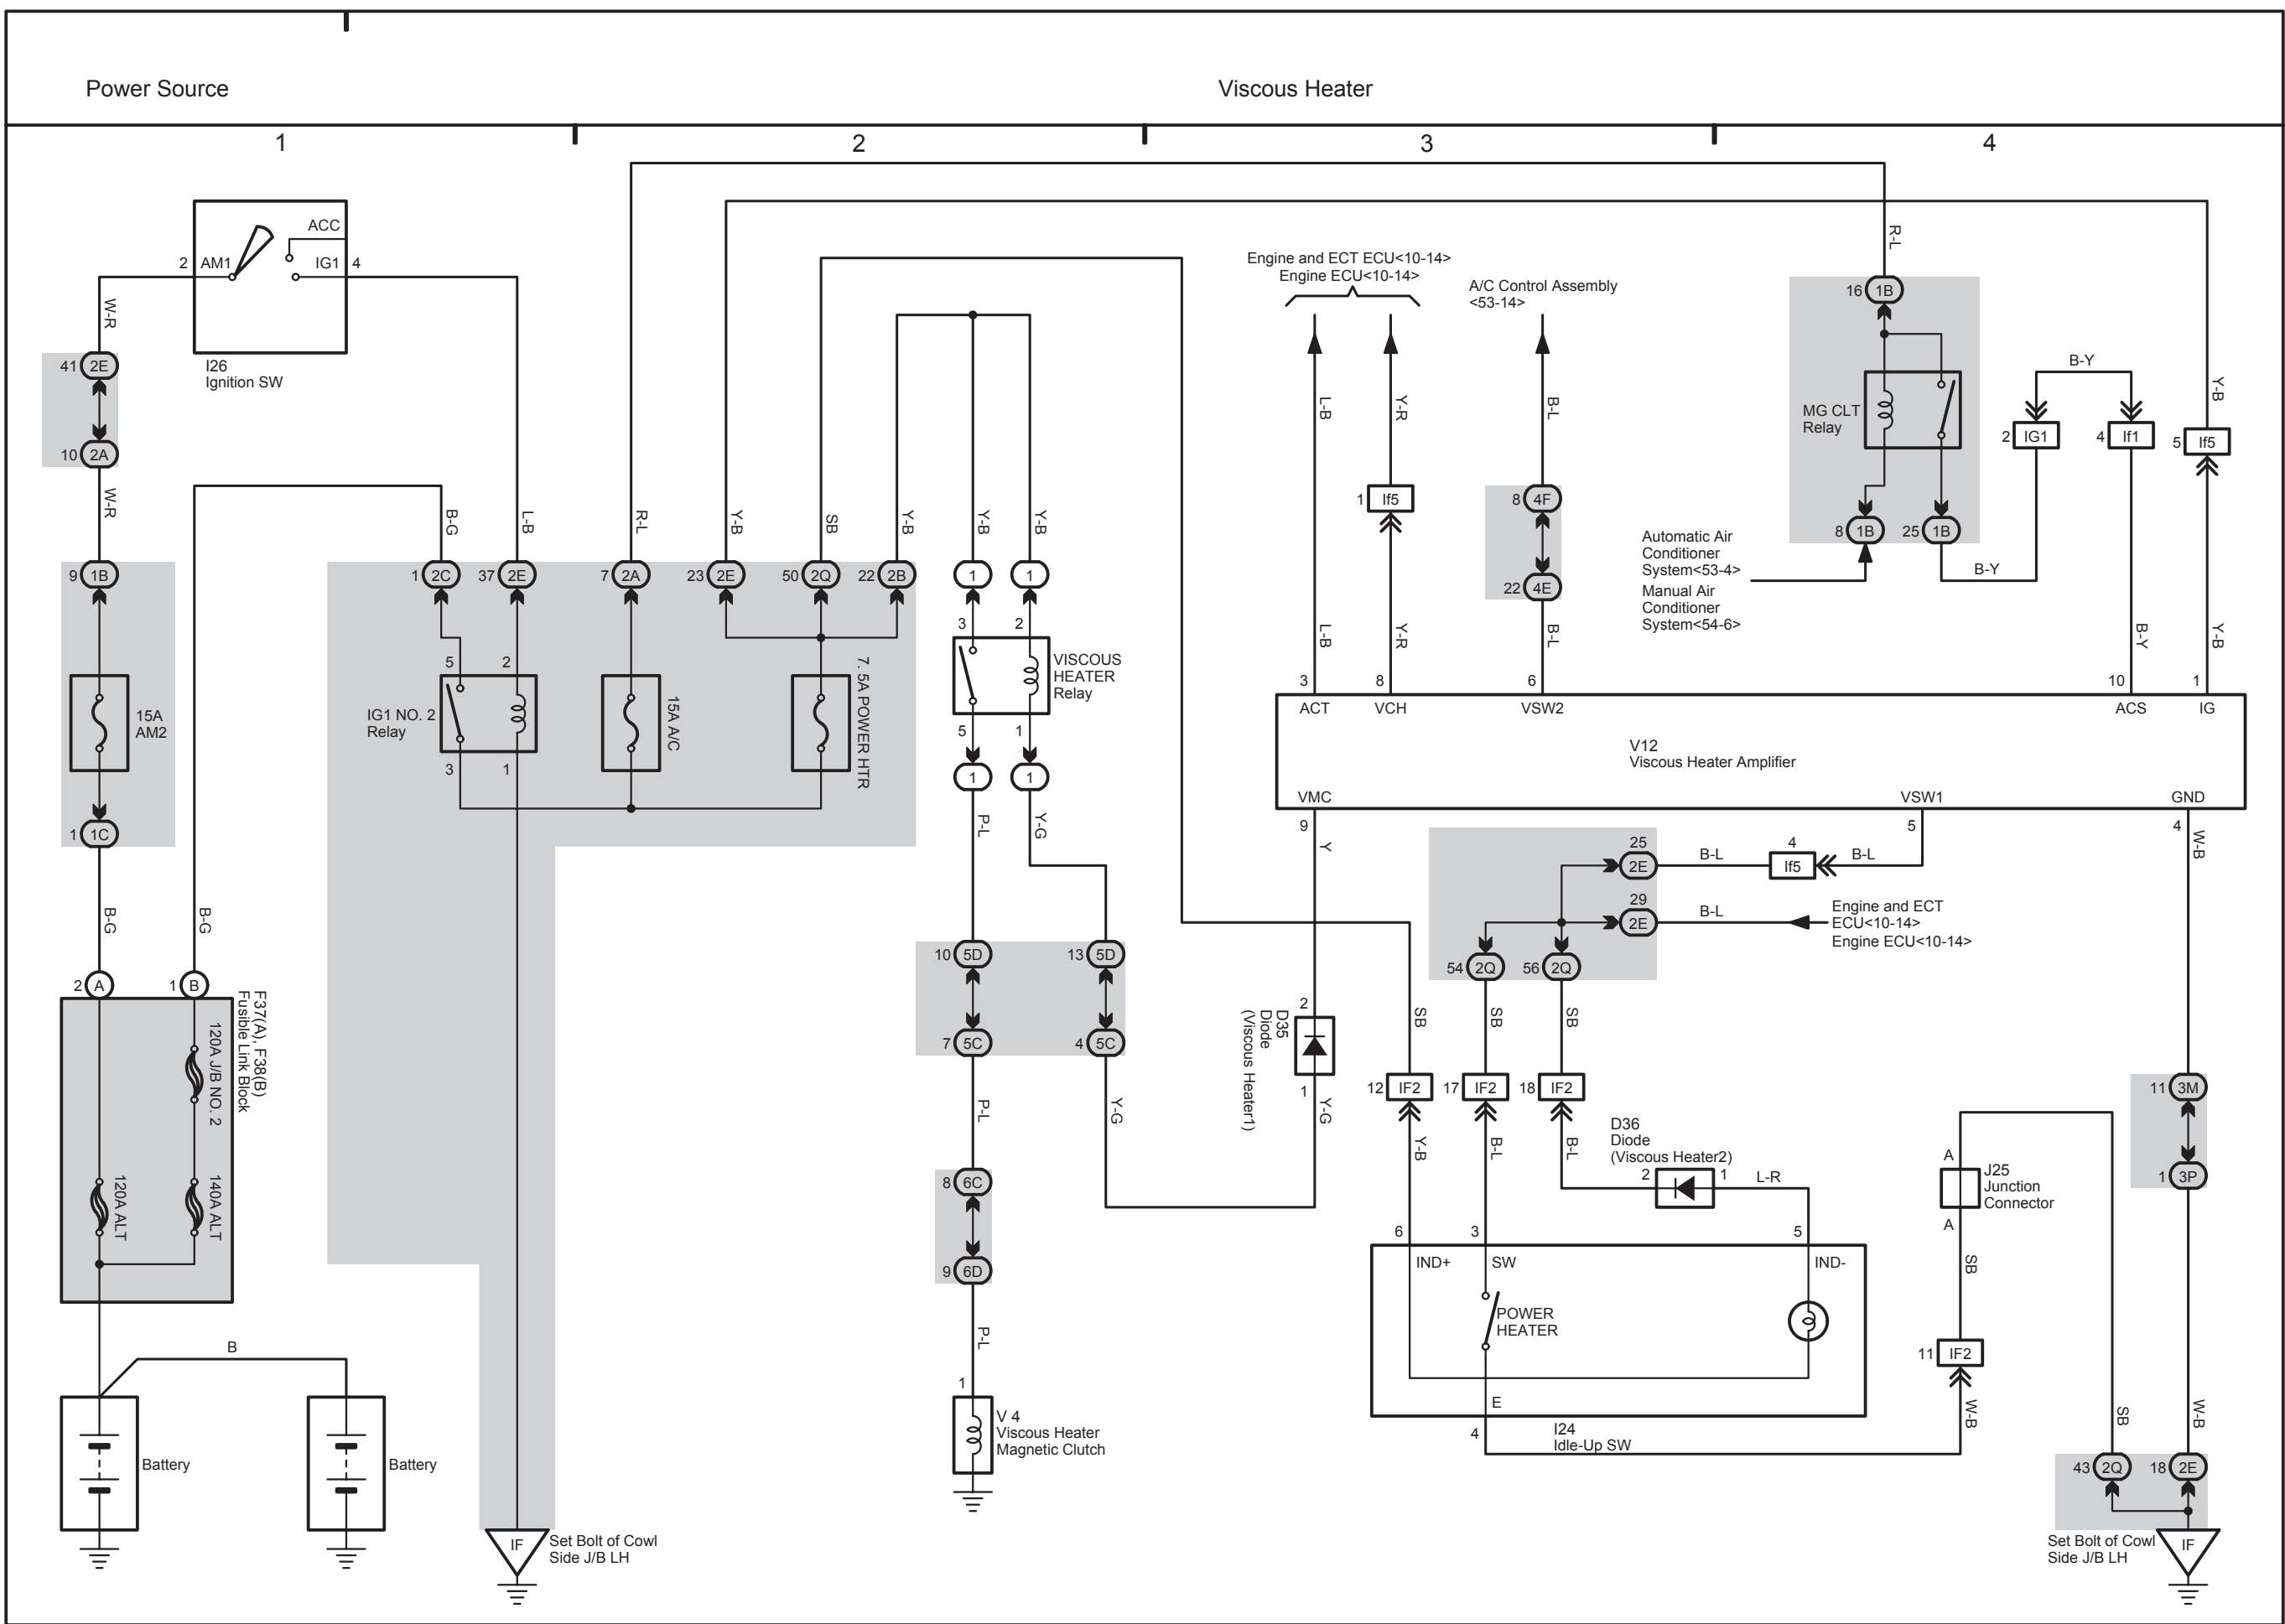 Power Source
Viscous Heater
1
2
3
4
ACC
2
AM1
IG1
4
I26
Ignition SW
W-R
41
2E
10
2A
W-R
9
1B
15A
AM2
1
1C
B-G
B-G
2
A
1
B
F37(A), F38(B)
Fusible Link Block
120A J/B NO. 2
120A ALT
140A ALT
B
Battery
Battery
B-G
L-B
R-L
Y-B
SB
Y-B
Y-B
Y-B
1
2C
37
2E
7
2A
23
2E
50
2Q
22
2B
1
1
5
2
IG1 NO. 2
Relay
3
1
15A A/C
7. 5A POWER HTR
3
2
VISCOUS
HEATER
Relay
5
1
1
1
P-L
Y-G
10
5D
13
5D
7
5C
4
5C
P-L
Y-G
8
6C
9
6D
P-L
1
V 4
Viscous Heater
Magnetic Clutch
IF
Set Bolt of Cowl
Side J/B LH
Engine and ECT ECU<10-14>
Engine ECU<10-14>
A/C Control Assembly
<53-14>
L-B
Y-R
B-L
1
If5
8
4F
22
4E
L-B
Y-R
B-L
R-L
16
1B
MG CLT
Relay
8
1B
25
1B
Automatic Air
Conditioner
System<53-4>
Manual Air
Conditioner
System<54-6>
B-Y
B-Y
2
IG1
4
If1
5
If5
Y-B
B-Y
Y-B
3
8
6
10
1
ACT
VCH
VSW2
ACS
IG
V12
Viscous Heater Amplifier
VMC
VSW1
GND
9
5
4
Y
W-B
25
2E
B-L
4
If5
B-L
29
2E
B-L
Engine and ECT
ECU<10-14>
Engine ECU<10-14>
54
2Q
56
2Q
2
D35
Diode
(Viscous Heater1)
1
Y-G
SB
SB
SB
12
IF2
17
IF2
18
IF2
Y-B
B-L
B-L
D36
Diode
(Viscous Heater2)
2
1
L-R
6
3
5
IND+
SW
IND-
POWER
HEATER
E
4
I24
Idle-Up SW
A
J25
Junction
Connector
A
SB
11
IF2
W-B
11
3M
1
3P
SB
W-B
43
2Q
18
2E
Set Bolt of Cowl
Side J/B LH
IF